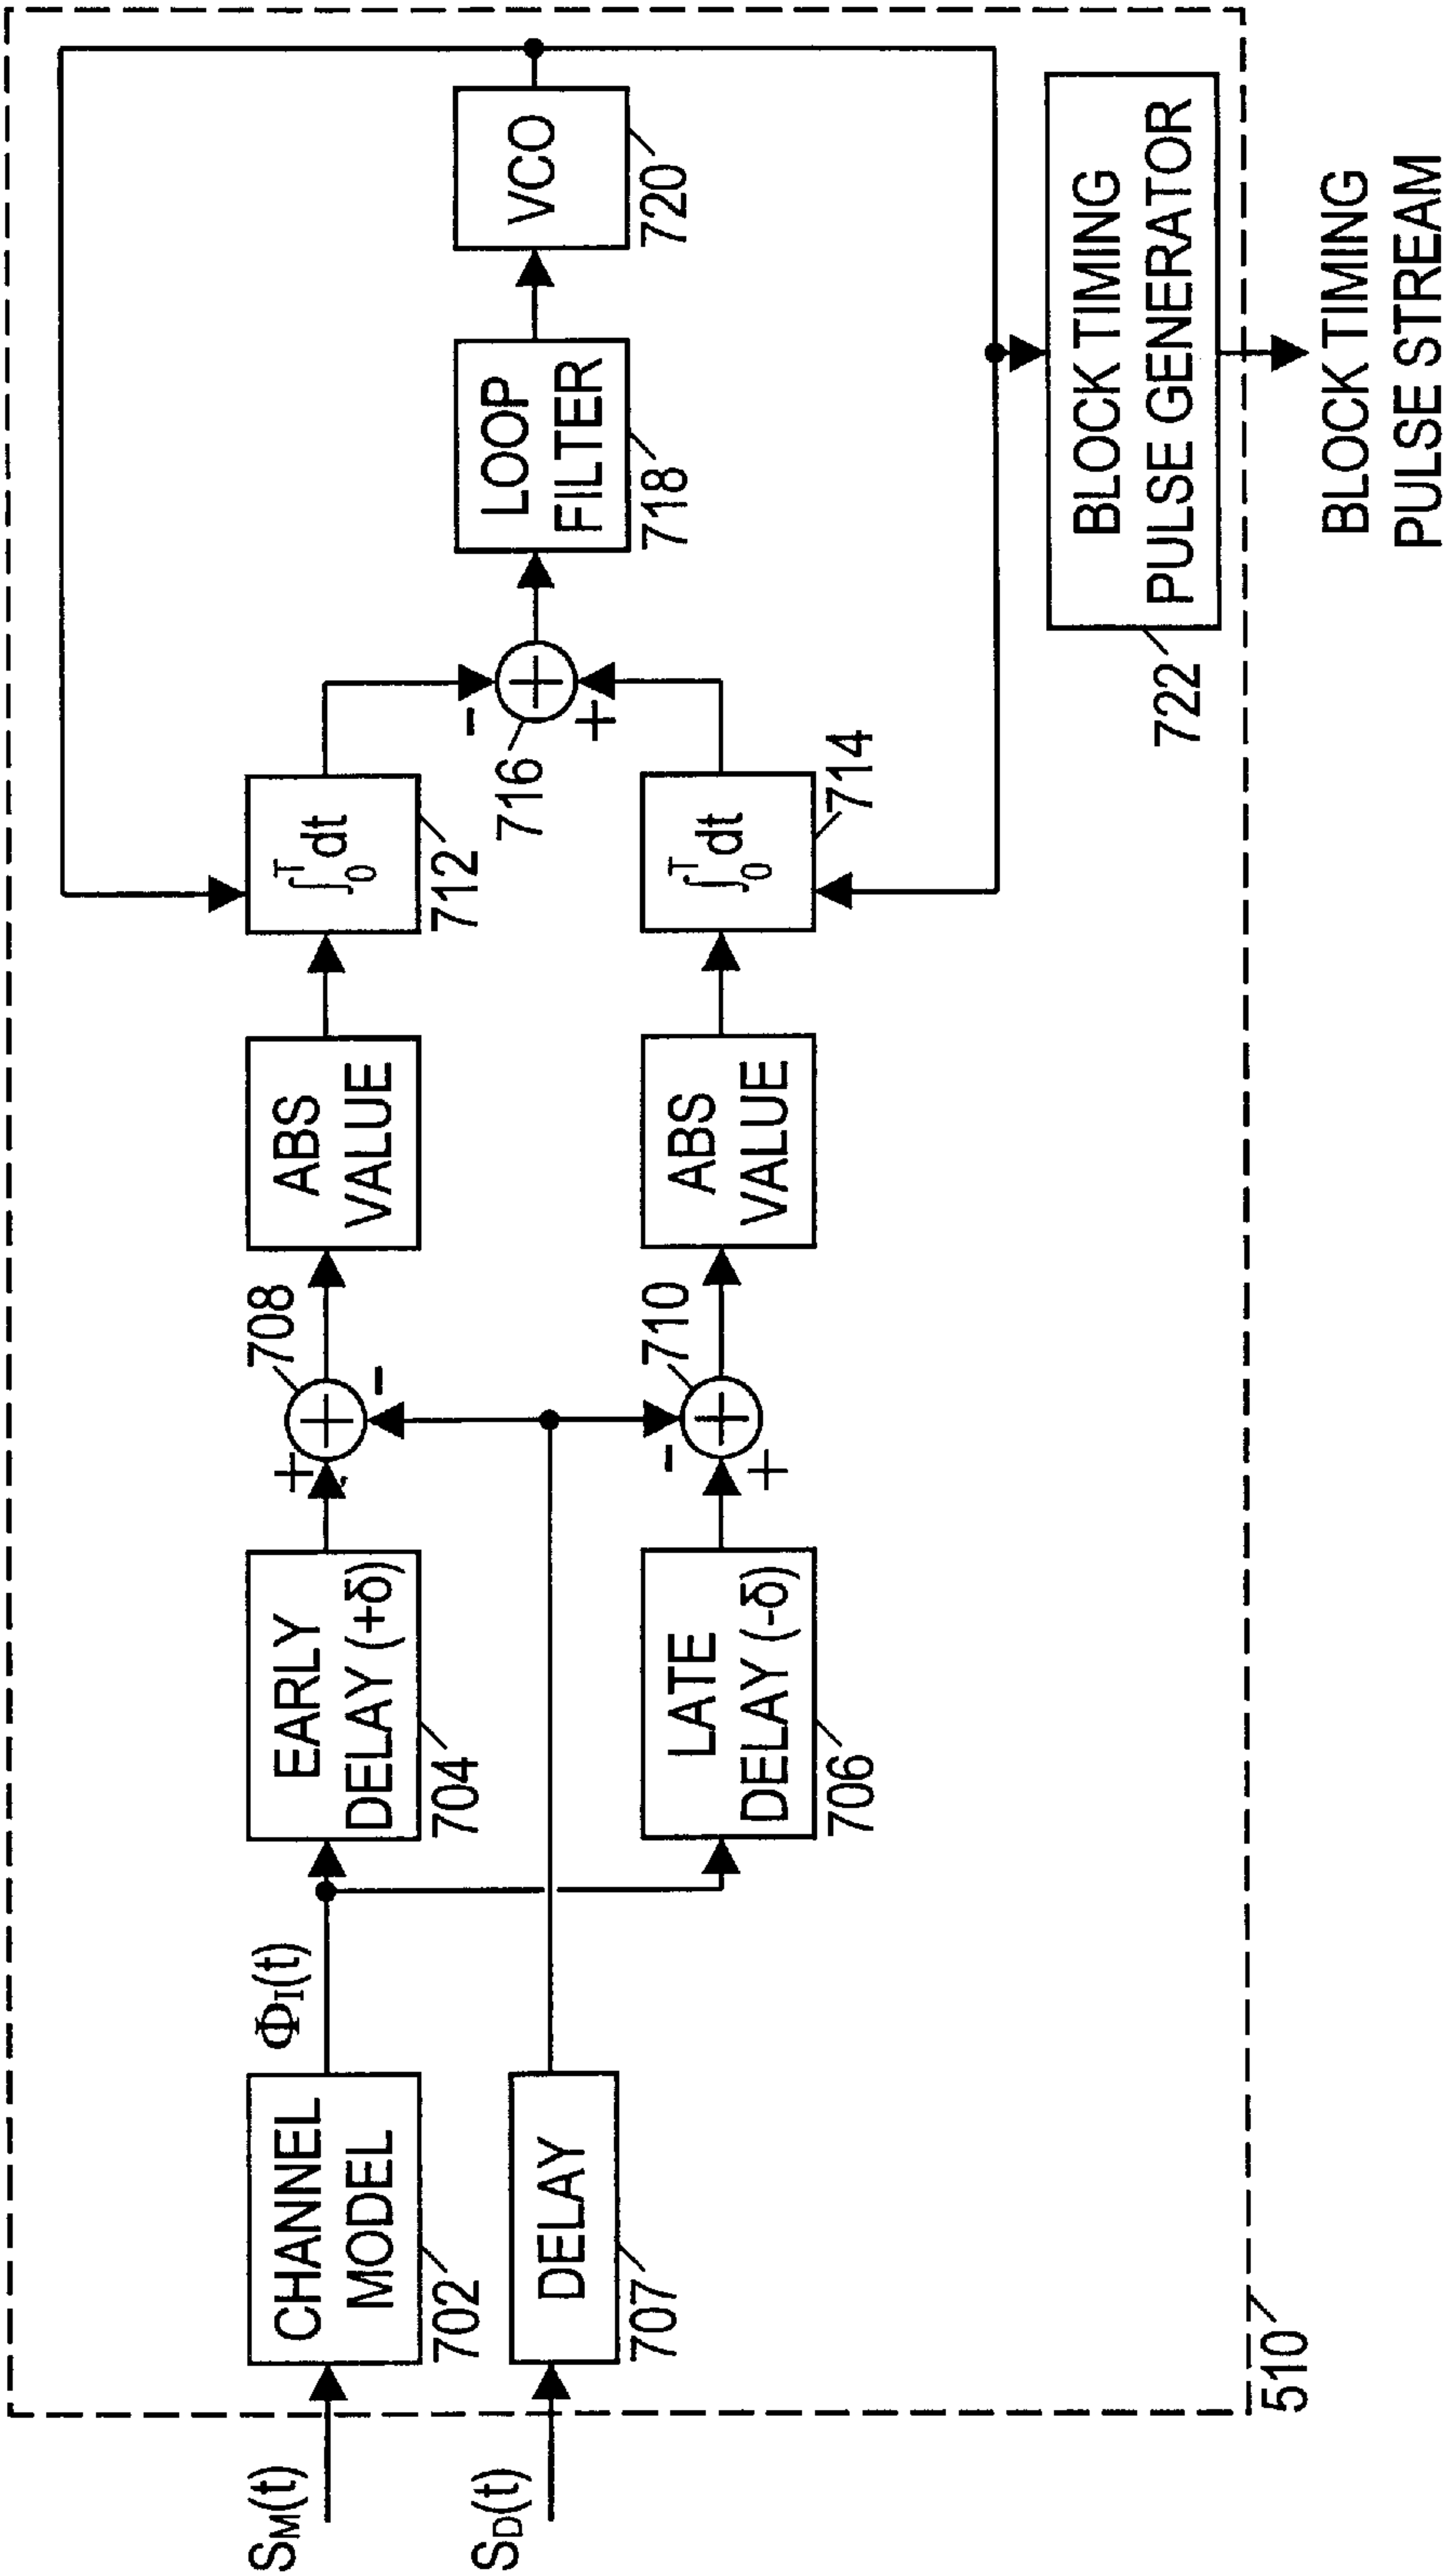 S_M(t)
CHANNEL
MODEL
702
Φ_I(t)
EARLY
DELAY (+δ)
704
+
-
708
ABS
VALUE
∫_0^T dt
712
S_D(t)
DELAY
707
LATE
DELAY (-δ)
706
-
+
710
ABS
VALUE
∫_0^T dt
714
-
+
716
LOOP
FILTER
718
VCO
720
BLOCK TIMING
PULSE GENERATOR
722
BLOCK TIMING
PULSE STREAM
510